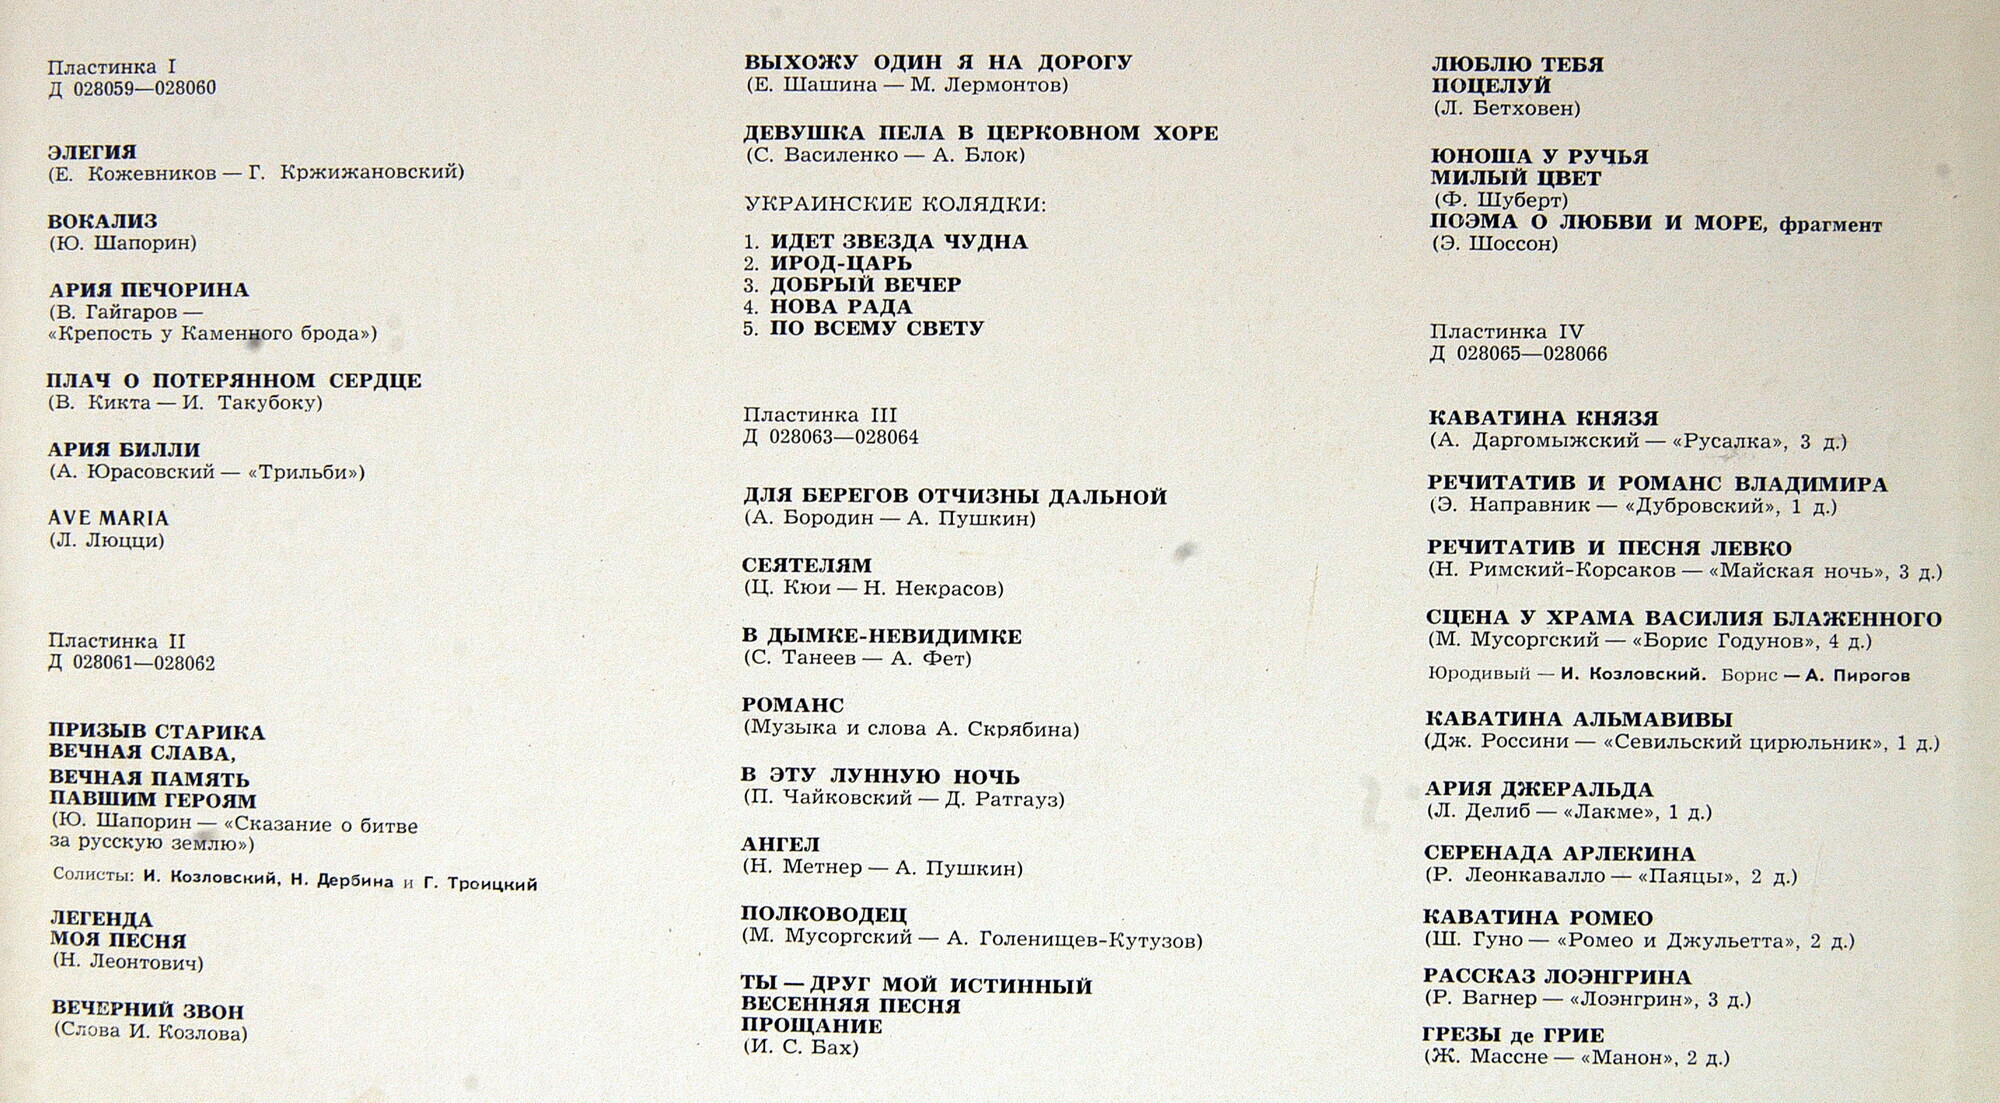 Пластинка I
Д 028059—028060
ЭЛЕГИЯ
(Е. Кожевников — Г. Кржижановский)
ВОКАЛИЗ
(Ю. Шапорин)
АРИЯ ПЕЧОРИНА
(В. Гайгаров —
«Крепость у Каменного брода»)
ПЛАЧ О ПОТЕРЯННОМ СЕРДЦЕ
(В. Кикта — И. Такубоку)
АРИЯ БИЛЛИ
(А. Юрасовский — «Трильби»)
AVE MARIA
(Л. Люцци)
Пластинка II
Д 028061—028062
ПРИЗЫВ СТАРИКА
ВЕЧНАЯ СЛАВА,
ВЕЧНАЯ ПАМЯТЬ
ПАВШИМ ГЕРОЯМ
(Ю. Шапорин — «Сказание о битве
за русскую землю»)
Солисты: И. Козловский, Н. Дербина и Г. Троицкий
ЛЕГЕНДА
МОЯ ПЕСНЯ
(Н. Леонтович)
ВЕЧЕРНИЙ ЗВОН
(Слова И. Козлова)
ВЫХОЖУ ОДИН Я НА ДОРОГУ
(Е. Шашина — М. Лермонтов)
ДЕВУШКА ПЕЛА В ЦЕРКОВНОМ ХОРЕ
(С. Василенко — А. Блок)
УКРАИНСКИЕ КОЛЯДКИ:
1. ИДЕТ ЗВЕЗДА ЧУДНА
2. ИРОД-ЦАРЬ
3. ДОБРЫЙ ВЕЧЕР
4. НОВА РАДА
5. ПО ВСЕМУ СВЕТУ
Пластинка III
Д 028063—028064
ДЛЯ БЕРЕГОВ ОТЧИЗНЫ ДАЛЬНОЙ
(А. Бородин — А. Пушкин)
СЕЯТЕЛЯМ
(Ц. Кюи — Н. Некрасов)
В ДЫМКЕ-НЕВИДИМКЕ
(С. Танеев — А. Фет)
РОМАНС
(Музыка и слова А. Скрябина)
В ЭТУ ЛУННУЮ НОЧЬ
(П. Чайковский — Д. Ратгауз)
АНГЕЛ
(Н. Метнер — А. Пушкин)
ПОЛКОВОДЕЦ
(М. Мусоргский — А. Голенищев-Кутузов)
ТЫ — ДРУГ МОЙ ИСТИННЫЙ
ВЕСЕННЯЯ ПЕСНЯ
ПРОЩАНИЕ
(И. С. Бах)
ЛЮБЛЮ ТЕБЯ
ПОЦЕЛУЙ
(Л. Бетховен)
ЮНОША У РУЧЬЯ
МИЛЫЙ ЦВЕТ
(Ф. Шуберт)
ПОЭМА О ЛЮБВИ И МОРЕ, фрагмент
(Э. Шоссон)
Пластинка IV
Д 028065—028066
КАВАТИНА КНЯЗЯ
(А. Даргомыжский — «Русалка», 3 д.)
РЕЧИТАТИВ И РОМАНС ВЛАДИМИРА
(Э. Направник — «Дубровский», 1 д.)
РЕЧИТАТИВ И ПЕСНЯ ЛЕВКО
(Н. Римский-Корсаков — «Майская ночь», 3 д.)
СЦЕНА У ХРАМА ВАСИЛИЯ БЛАЖЕННОГО
(М. Мусоргский — «Борис Годунов», 4 д.)
Юродивый — И. Козловский. Борис — А. Пирогов
КАВАТИНА АЛЬМАВИВЫ
(Дж. Россини — «Севильский цирюльник», 1 д.)
АРИЯ ДЖЕРАЛЬДА
(Л. Делиб — «Лакме», 1 д.)
СЕРЕНАДА АРЛЕКИНА
(Р. Леонкавалло — «Паяцы», 2 д.)
КАВАТИНА РОМЕО
(Ш. Гуно — «Ромео и Джульетта», 2 д.)
РАССКАЗ ЛОЭНГРИНА
(Р. Вагнер — «Лоэнгрин», 3 д.)
ГРЕЗЫ де ГРИЕ
(Ж. Массне — «Манон», 2 д.)